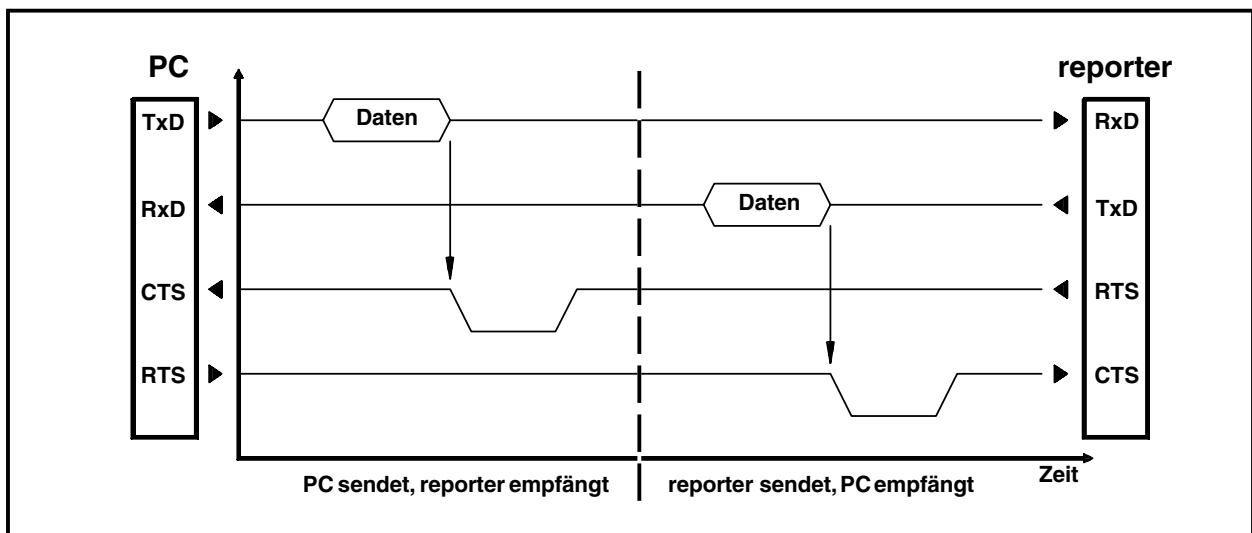 PC
reporter
TxD
Daten
RxD
RxD
Daten
TxD
CTS
RTS
RTS
CTS
Zeit
PC sendet, reporter empfängt
reporter sendet, PC empfängt